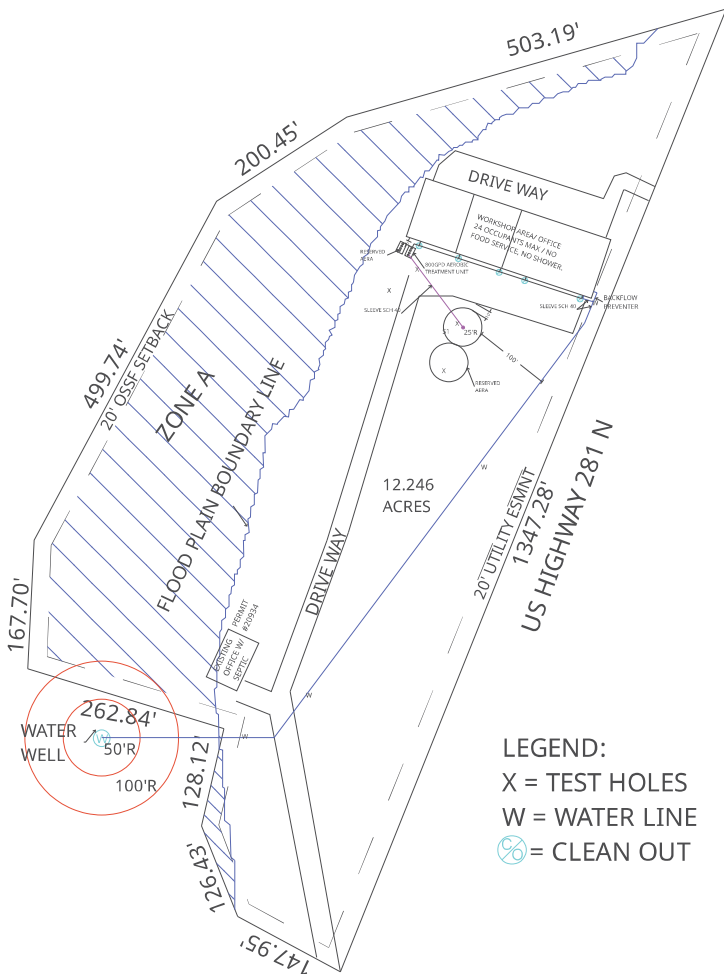 503.19'
200.45'
DRIVE WAY
WORKSHOP AREA/ OFFICE
24 OCCUPANTS MAX / NO
FOOD SERVICE. NO SHOWER.
RESERVED
AERA
800GPD AEROBIC
TREATMENT UNIT
X
X
SLEEVE SCH 40
SLEEVE SCH 40
W
BACKFLOW
PREVENTER
X
25'R
100'
X
RESERVED
AERA
499.74'
20' OSSF SETBACK
ZONE A
FLOOD PLAIN BOUNDARY LINE
12.246
ACRES
W
20' UTILITY ESMNT
1347.28'
US HIGHWAY 281 N
DRIVE WAY
167.70'
PERMIT
#20934
EXISTING
OFFICE W/
SEPTIC
W
262.84'
WATER
WELL
W
50'R
100'R
W
128.12'
126.43'
147.95'
LEGEND:
X = TEST HOLES
W = WATER LINE
C/O = CLEAN OUT